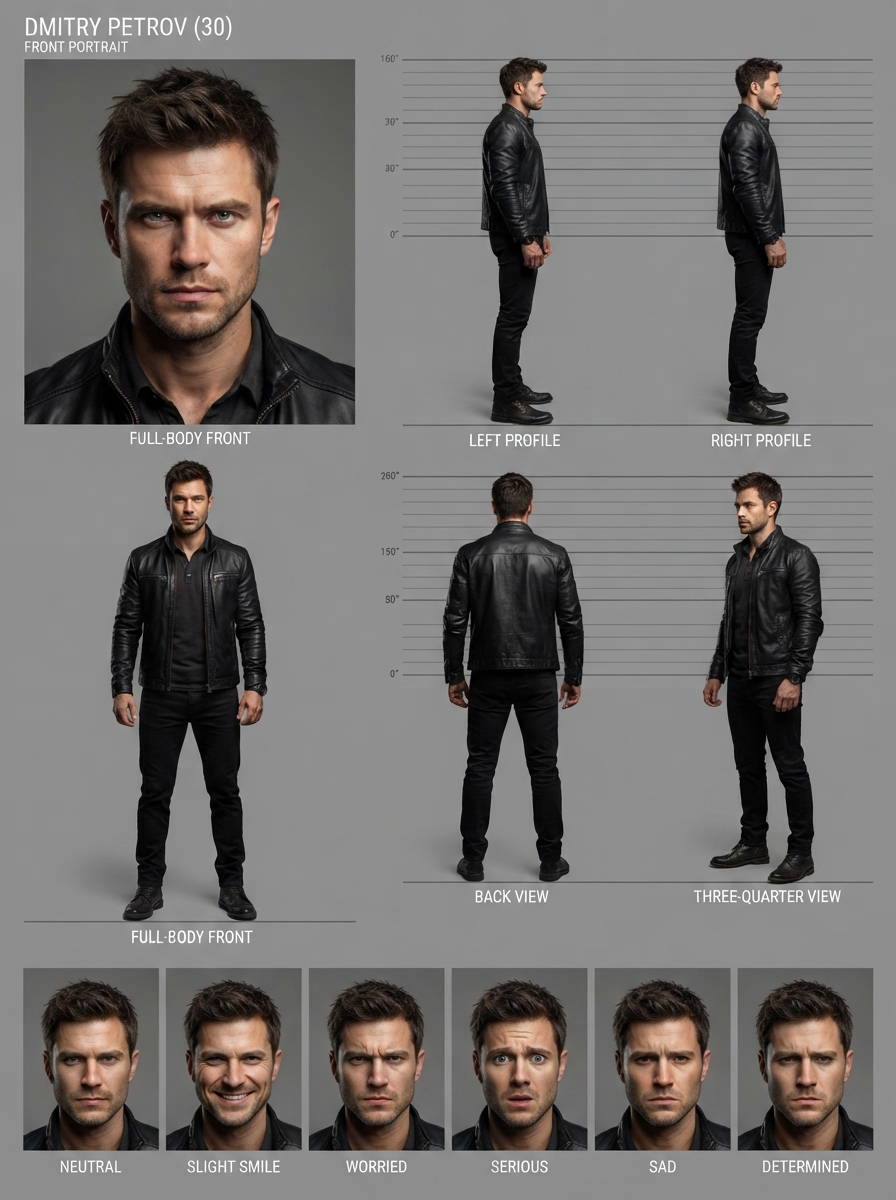 DMITRY PETROV (30)
FRONT PORTRAIT
160"
30"
30"
0"
FULL-BODY FRONT
LEFT PROFILE
RIGHT PROFILE
260"
150"
50"
0"
BACK VIEW
THREE-QUARTER VIEW
FULL-BODY FRONT
NEUTRAL
SLIGHT SMILE
WORRIED
SERIOUS
SAD
DETERMINED